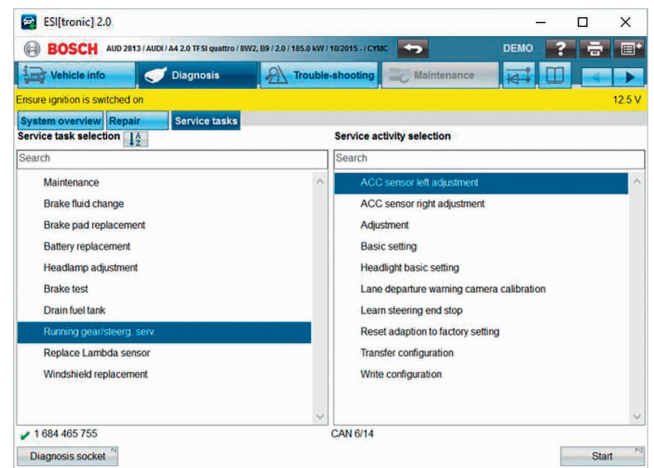 ESI[tronic] 2.0
BOSCH AUD 2813 / AUDI / A4 2.0 TFSI quattro / 8W2, B9 / 2.0 / 185.0 kW / 10/2015 - / CYMC DEMO ?
Vehicle info Diagnosis Trouble-shooting Maintenance
Ensure ignition is switched on 12.5 V
System overview Repair Service tasks
Service task selection Service activity selection
Search Search
Maintenance ACC sensor left adjustment
Brake fluid change ACC sensor right adjustment
Brake pad replacement Adjustment
Battery replacement Basic setting
Headlamp adjustment Headlight basic setting
Brake test Lane departure warning camera calibration
Drain fuel tank Learn steering end stop
Running gear/steerg. serv. Reset adaption to factory setting
Replace Lambda sensor Transfer configuration
Windshield replacement Write configuration
1 684 465 755 CAN 6/14
Diagnosis socket Start